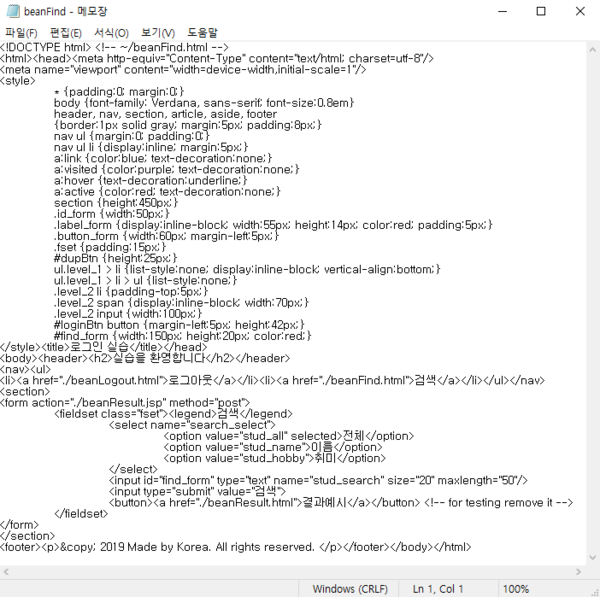 beanFind - 메모장
파일(F) 편집(E) 서식(O) 보기(V) 도움말
<!DOCTYPE html> <!-- ~/beanFind.html -->
<html><head><meta http-equiv="Content-Type" content="text/html; charset=utf-8"/>
<meta name="viewport" content="width=device-width,initial-scale=1"/>
<style>
* {padding:0; margin:0;}
body {font-family: Verdana, sans-serif; font-size:0.8em}
header, nav, section, article, aside, footer
{border:1px solid gray; margin:5px; padding:8px;}
nav ul {margin:0; padding:0;}
nav ul li {display:inline; margin:5px;}
a:link {color:blue; text-decoration:none;}
a:visited {color:purple; text-decoration:none;}
a:hover {text-decoration:underline;}
a:active {color:red; text-decoration:none;}
section {height:450px;}
.id_form {width:50px;}
.label_form {display:inline-block; width:55px; height:14px; color:red; padding:5px;}
.button_form {width:60px; margin-left:5px;}
.fset {padding:15px;}
#dupBtn {height:25px;}
ul.level_1 > li {list-style:none; display:inline-block; vertical-align:bottom;}
ul.level_1 > li > ul {list-style:none;}
.level_2 li {padding-top:5px;}
.level_2 span {display:inline-block; width:70px;}
.level_2 input {width:100px;}
#loginBtn button {margin-left:5px; height:42px;}
#find_form {width:150px; height:20px; color:red;}
</style><title>로그인 실습</title></head>
<body><header><h2>실습을 환영합니다</h2></header>
<nav><ul>
<li><a href="./beanLogout.html">로그아웃</a></li><li><a href="./beanFind.html">검색</a></li></ul></nav>
<section>
<form action="./beanResult.jsp" method="post">
<fieldset class="fset"><legend>검색</legend>
<select name="search_select">
<option value="stud_all" selected>전체</option>
<option value="stud_name">이름</option>
<option value="stud_hobby">취미</option>
</select>
<input id="find_form" type="text" name="stud_search" size="20" maxlength="50"/>
<input type="submit" value="검색">
<button><a href="./beanResult.html">결과예시</a></button> <!-- for testing remove it -->
</fieldset>
</form>
</section>
<footer><p>&copy; 2019 Made by Korea. All rights reserved. </p></footer></body></html>
Windows (CRLF) Ln 1, Col 1 100%